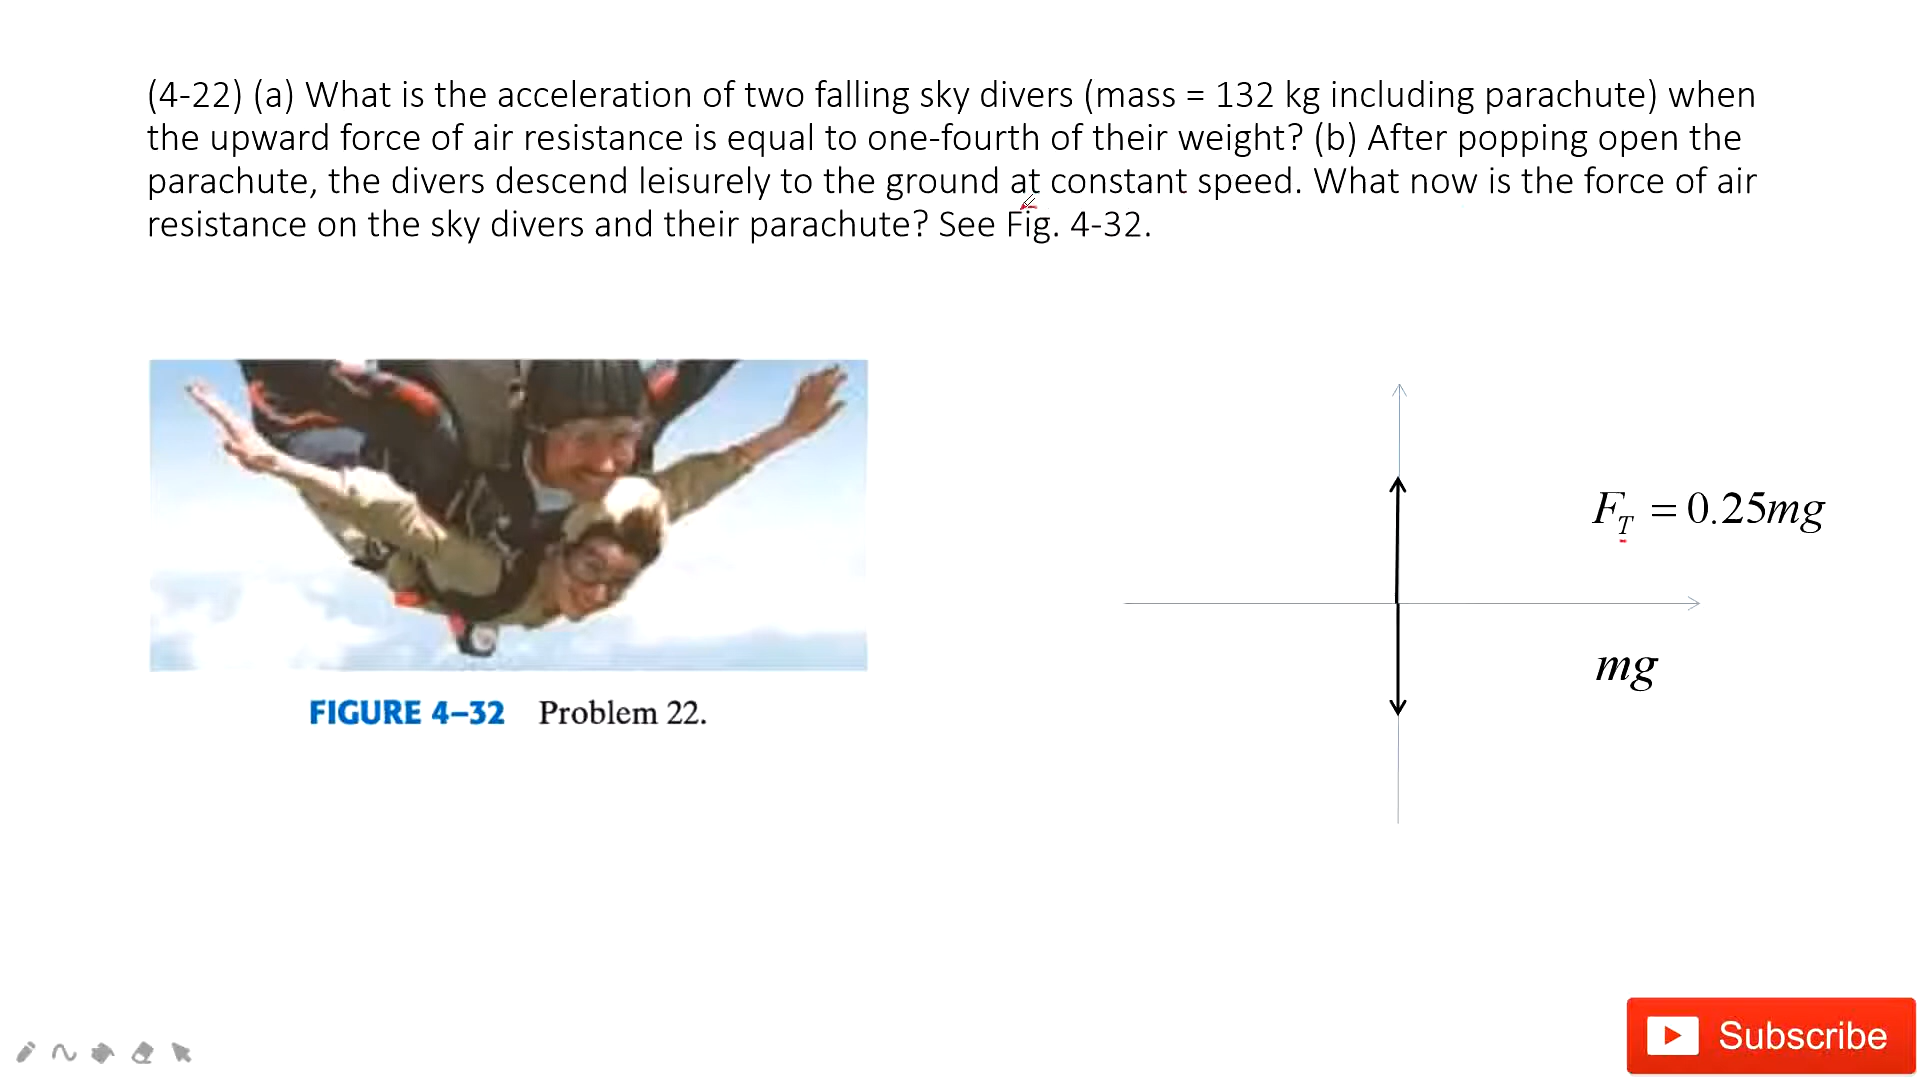 (4-22) (a) What is the acceleration of two falling sky divers (mass = 132 kg including parachute) when
the upward force of air resistance is equal to one-fourth of their weight? (b) After popping open the
parachute, the divers descend leisurely to the ground at constant speed. What now is the force of air
resistance on the sky divers and their parachute? See Fig. 4-32.
F_T = 0.25mg
mg
FIGURE 4–32 Problem 22.
Subscribe